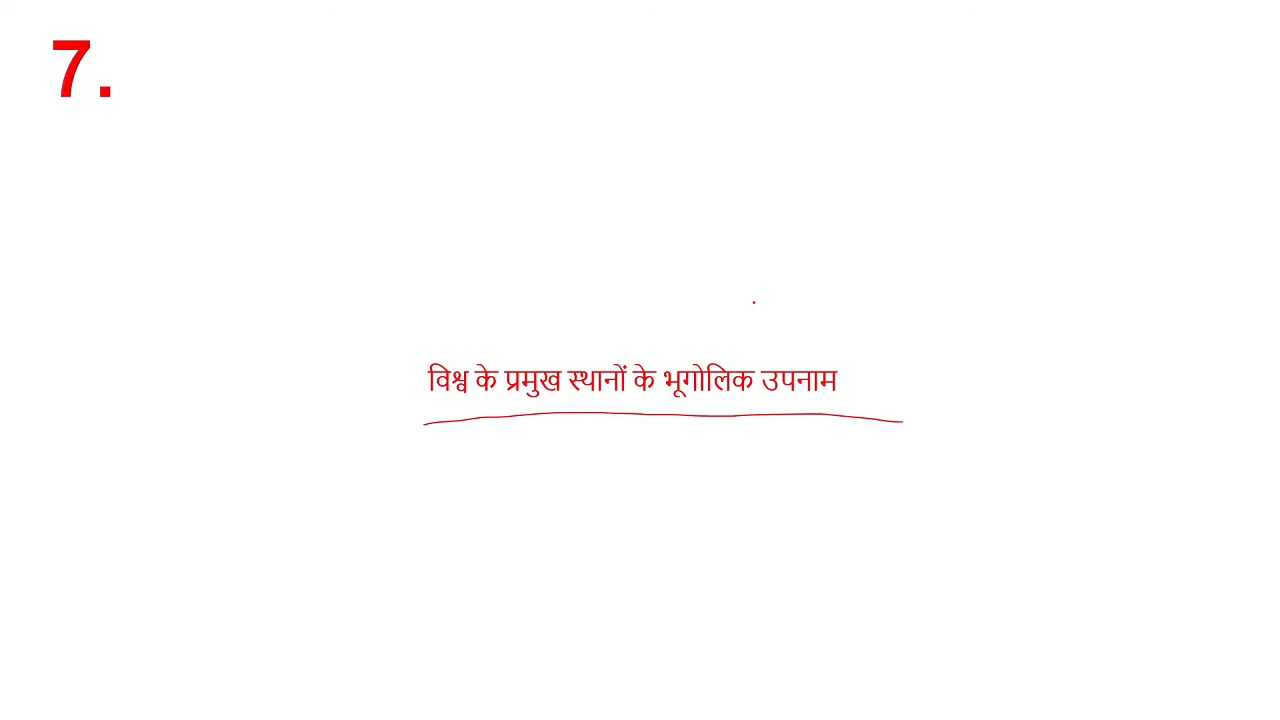 7.
विश्व के प्रमुख स्थानों के भूगोलिक उपनाम